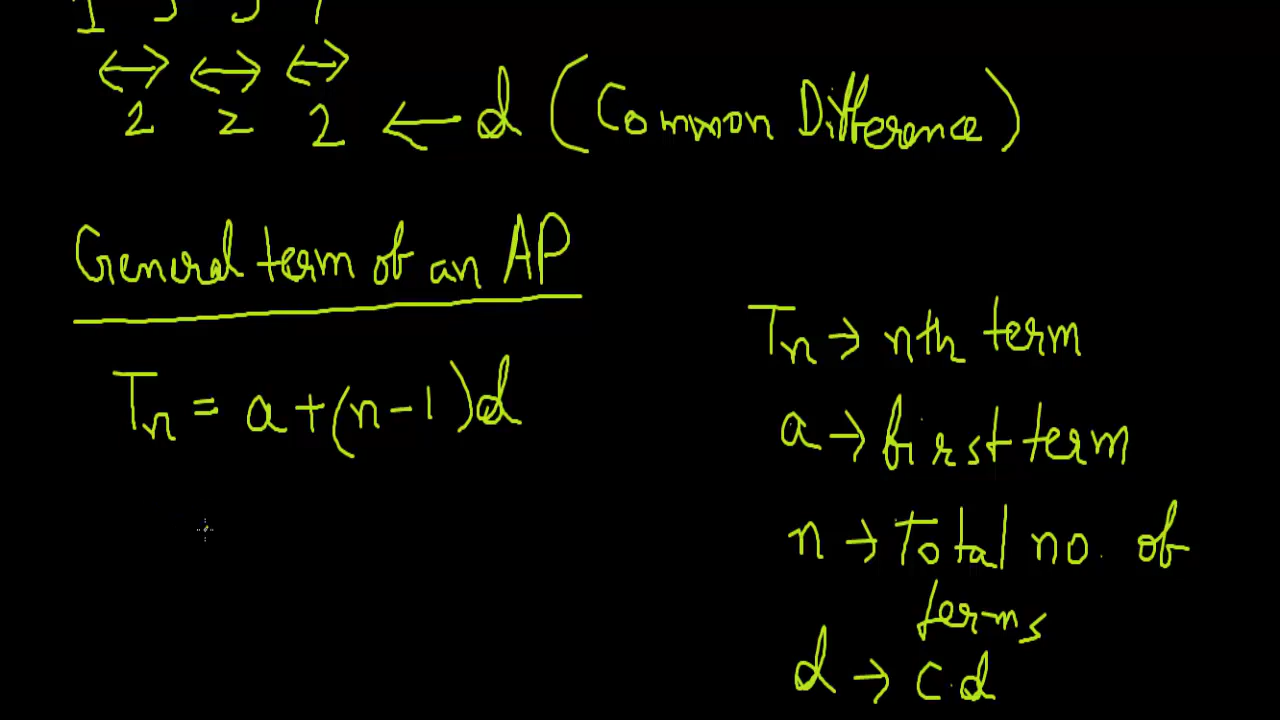 2 2 2 ← d (Common Difference)
General term of an AP
Tn = a+(n-1)d
Tn → nth term
a → first term
n → Total no. of
terms
d → c.d